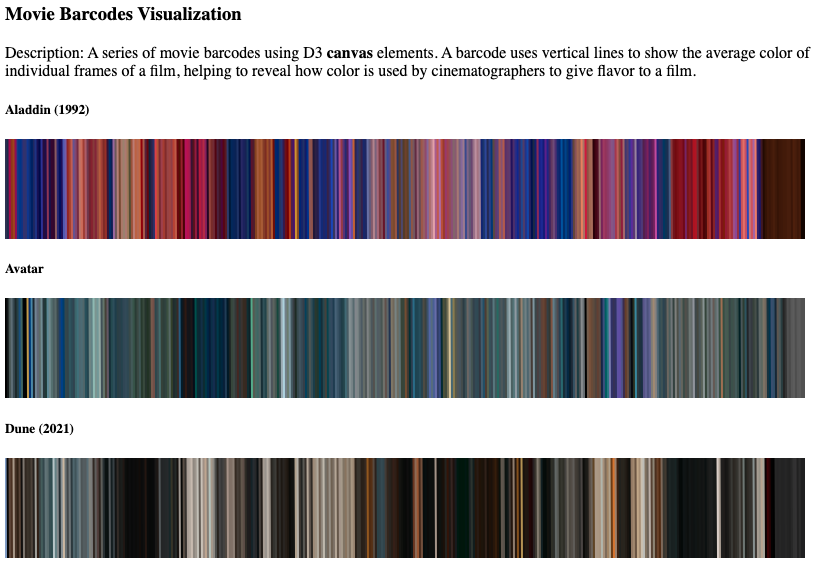 Movie Barcodes Visualization
Description: A series of movie barcodes using D3 canvas elements. A barcode uses vertical lines to show the average color of
individual frames of a film, helping to reveal how color is used by cinematographers to give flavor to a film.
Aladdin (1992)
Avatar
Dune (2021)